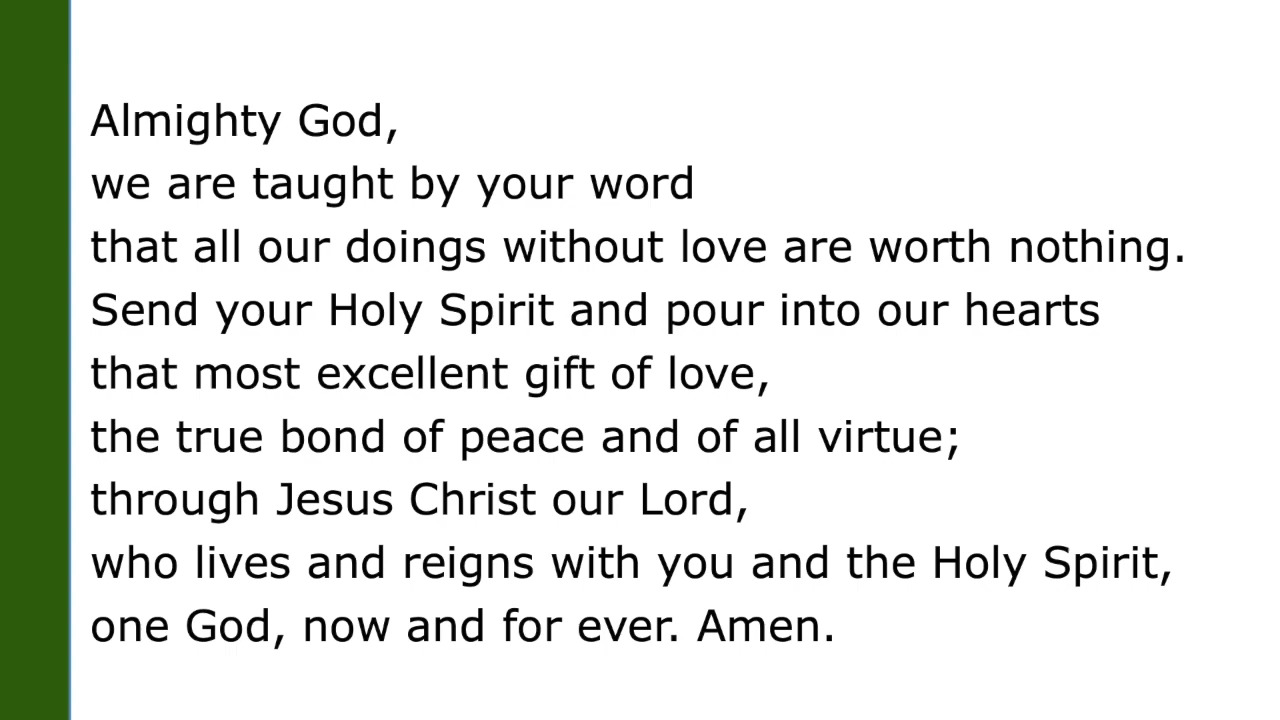 Almighty God,
we are taught by your word
that all our doings without love are worth nothing.
Send your Holy Spirit and pour into our hearts
that most excellent gift of love,
the true bond of peace and of all virtue;
through Jesus Christ our Lord,
who lives and reigns with you and the Holy Spirit,
one God, now and for ever. Amen.